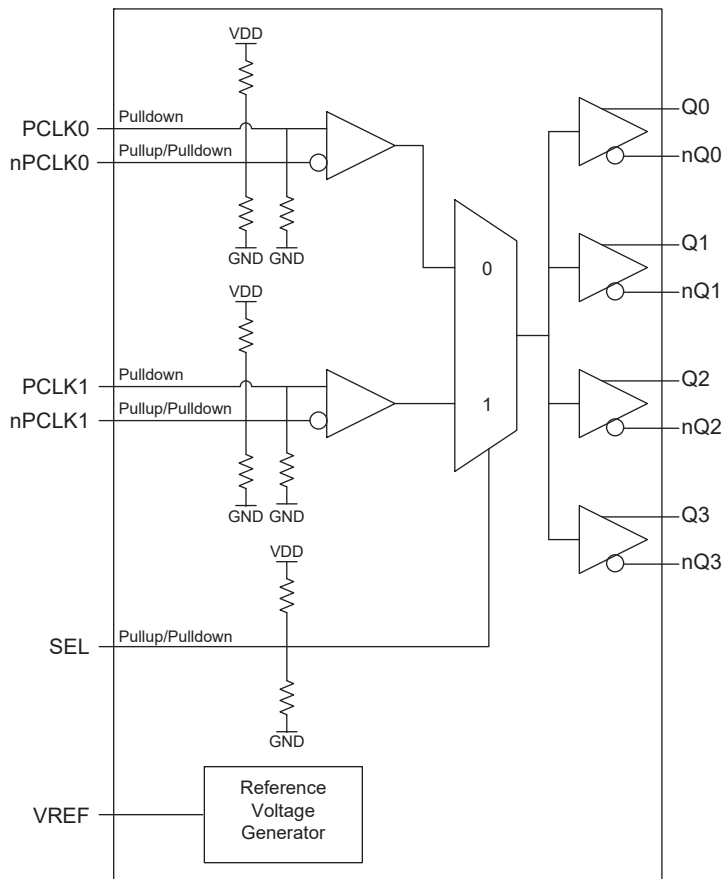 VDD
PCLK0
Pulldown
nPCLK0
Pullup/Pulldown
GND
GND
VDD
PCLK1
Pulldown
nPCLK1
Pullup/Pulldown
GND
GND
0
1
VDD
SEL
Pullup/Pulldown
GND
VREF
Reference
Voltage
Generator
Q0
nQ0
Q1
nQ1
Q2
nQ2
Q3
nQ3